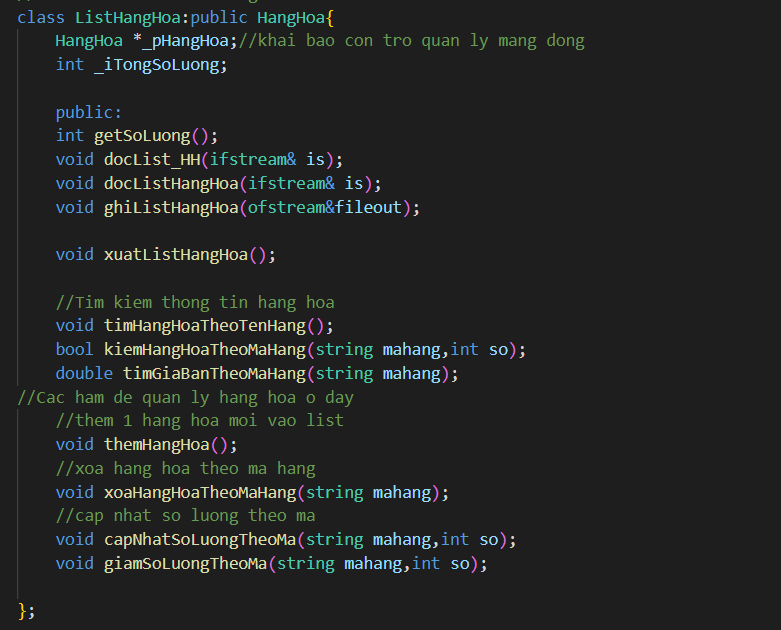 class ListHangHoa:public HangHoa{
HangHoa *_pHangHoa;//khai bao con tro quan ly mang dong
int _iTongSoLuong;
public:
int getSoLuong();
void docList_HH(ifstream& is);
void docListHangHoa(ifstream& is);
void ghiListHangHoa(ofstream&fileout);
void xuatListHangHoa();
//Tim kiem thong tin hang hoa
void timHangHoaTheoTenHang();
bool kiemHangHoaTheoMaHang(string mahang,int so);
double timGiaBanTheoMaHang(string mahang);
//Cac ham de quan ly hang hoa o day
//them 1 hang hoa moi vao list
void themHangHoa();
//xoa hang hoa theo ma hang
void xoaHangHoaTheoMaHang(string mahang);
//cap nhat so luong theo ma
void capNhatSoLuongTheoMa(string mahang,int so);
void giamSoLuongTheoMa(string mahang,int so);
};